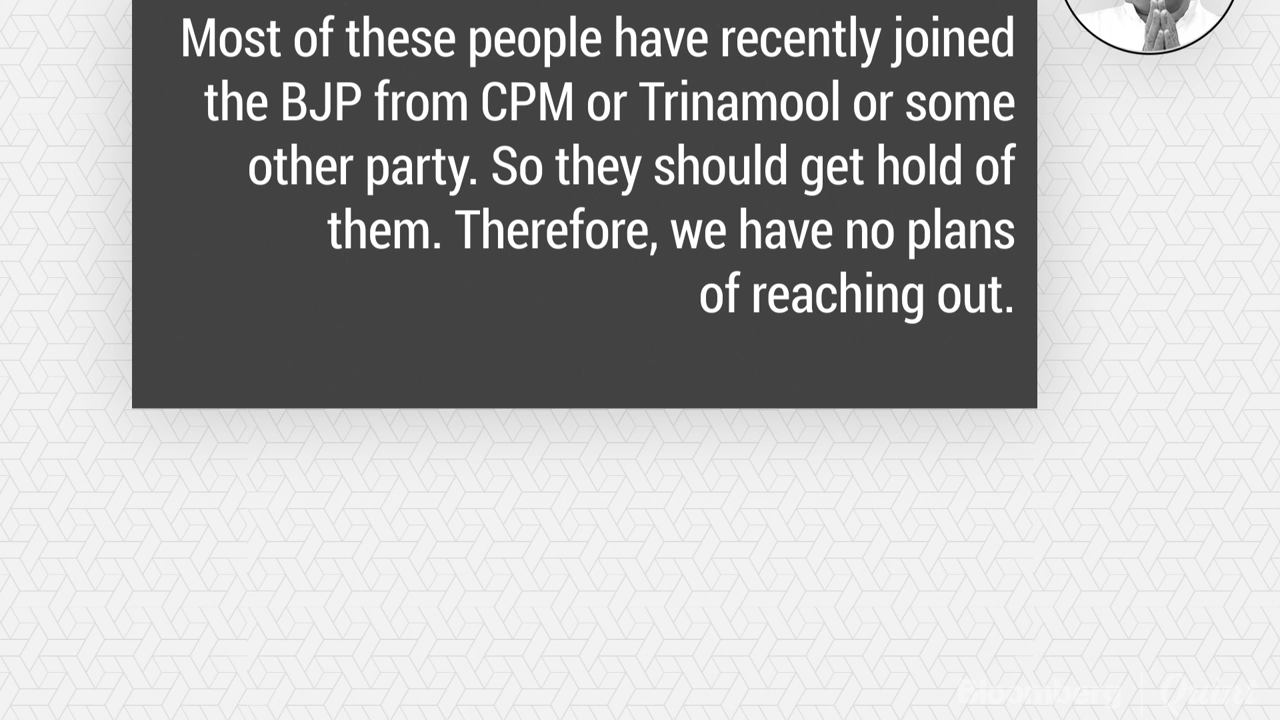 Most of these people have recently joined
the BJP from CPM or Trinamool or some
other party. So they should get hold of
them. Therefore, we have no plans
of reaching out.